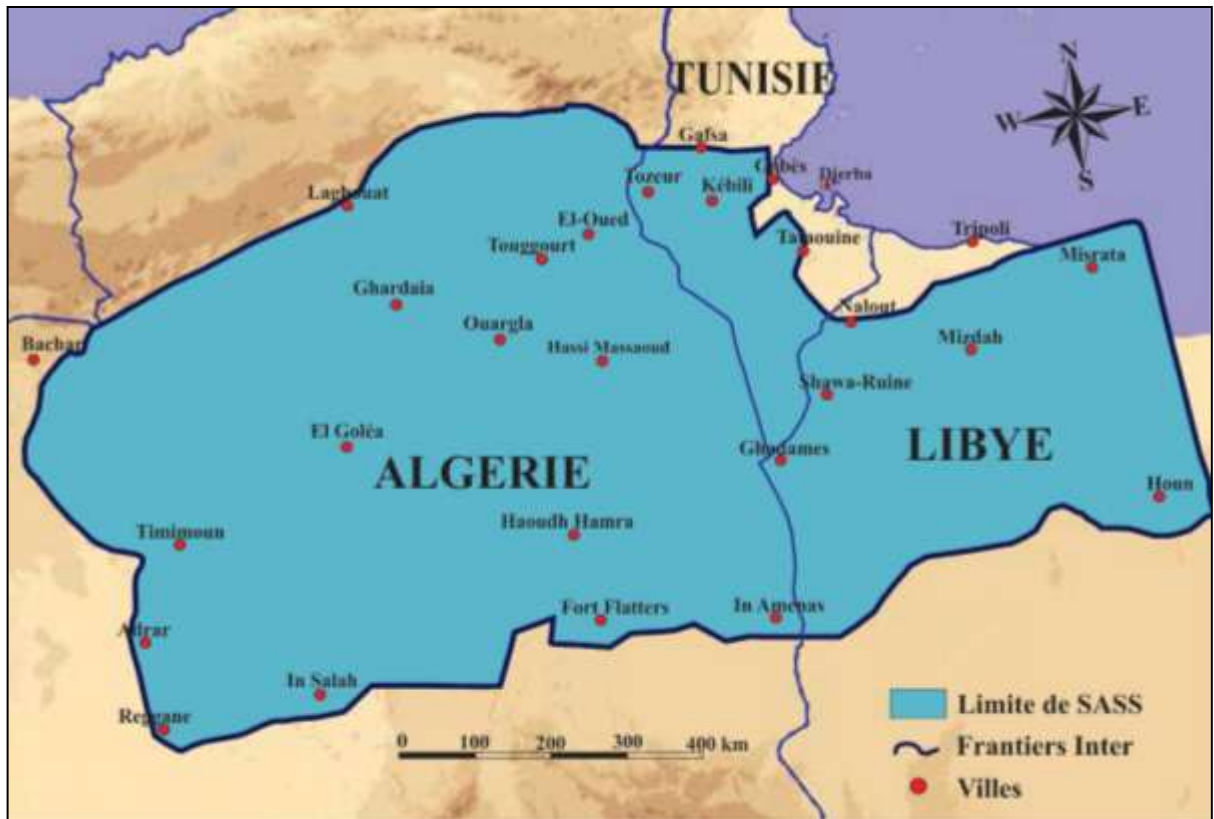 TUNISIE
N
W
E
S
Gafsa
Gabès
Tozeur
Kébili
Djerba
Laghouat
El-Oued
Touggourt
Tataouine
Tripoli
Misrata
Ghardaia
Nalout
Ouargla
Bachar
Hassi Massaoud
Mizdah
Shawa-Ruine
El Goléa
ALGERIE
Ghadames
LIBYE
Houn
Timimoun
Haoudh Hamra
Fort Flatters
In Amenas
Adrar
In Salah
Reggane
0 100 200 300 400 km
Limite de SASS
Frantiers Inter
Villes